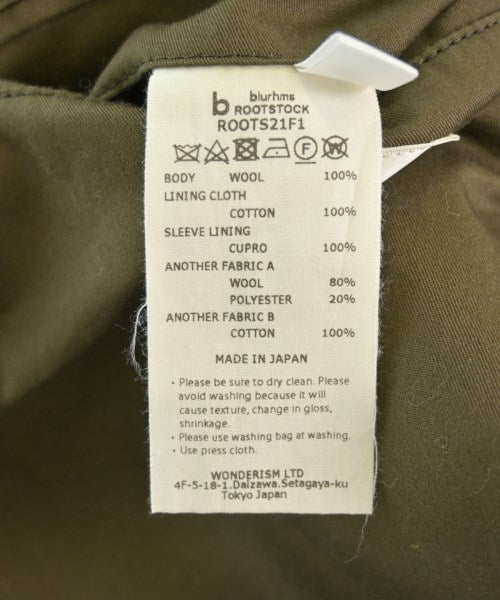 b blurhms
ROOTSTOCK
ROOTS21F1
F W
BODY WOOL 100%
LINING CLOTH
COTTON 100%
SLEEVE LINING
CUPRO 100%
ANOTHER FABRIC A
WOOL 80%
POLYESTER 20%
ANOTHER FABRIC B
COTTON 100%
MADE IN JAPAN
・Please be sure to dry clean. Please
avoid washing because it will
cause texture, change in gloss,
shrinkage.
・Please use washing bag at washing.
・Use press cloth.
WONDERISM LTD
4F-5-18-1.Daizawa.Setagaya-ku
Tokyo Japan